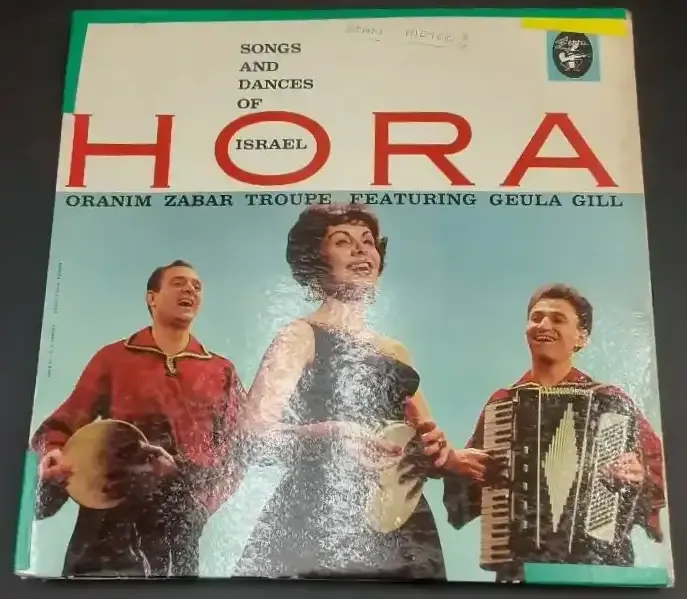 SONGS
AND
DANCES
OF
HORA
ISRAEL
ORANIM ZABAR TROUPE FEATURING GEULA GILL